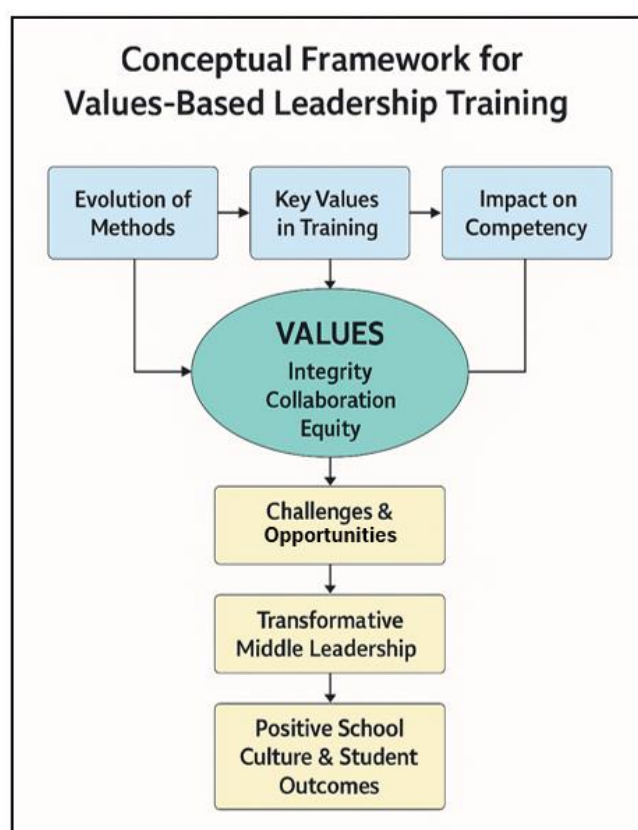 Conceptual Framework for
Values-Based Leadership Training
Evolution of
Methods
Key Values
in Training
Impact on
Competency
VALUES
Integrity
Collaboration
Equity
Challenges &
Opportunities
Transformative
Middle Leadership
Positive School
Culture & Student
Outcomes